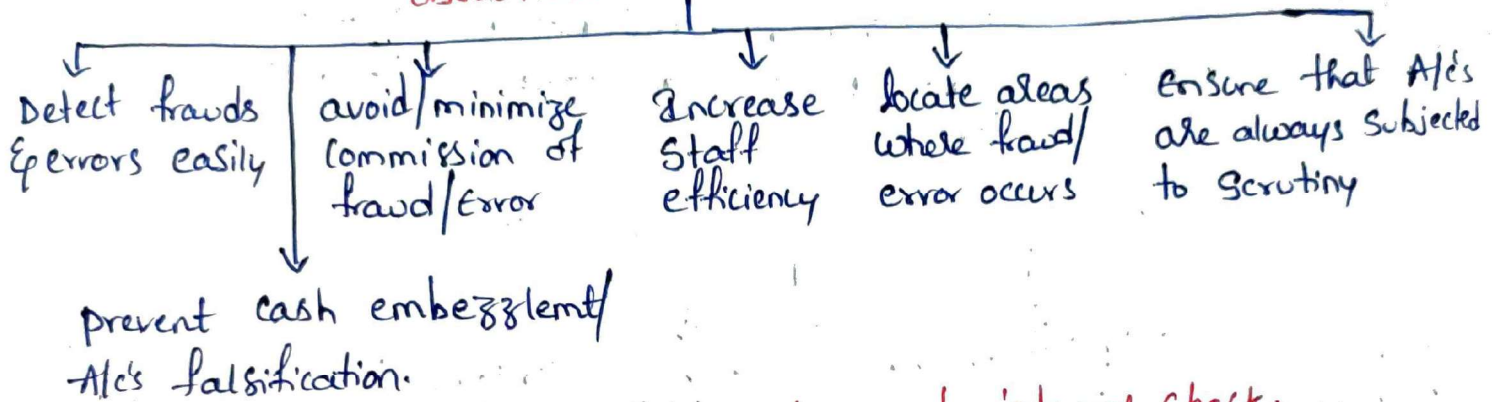 Detect frauds
& errors easily
avoid/minimize
Commission of
fraud/Error
Increase
Staff
efficiency
locate areas
where fraud/
error occurs
Ensure that A/c's
are always subjected
to Scrutiny
prevent cash embezzlemt/
A/c's falsification.
check.